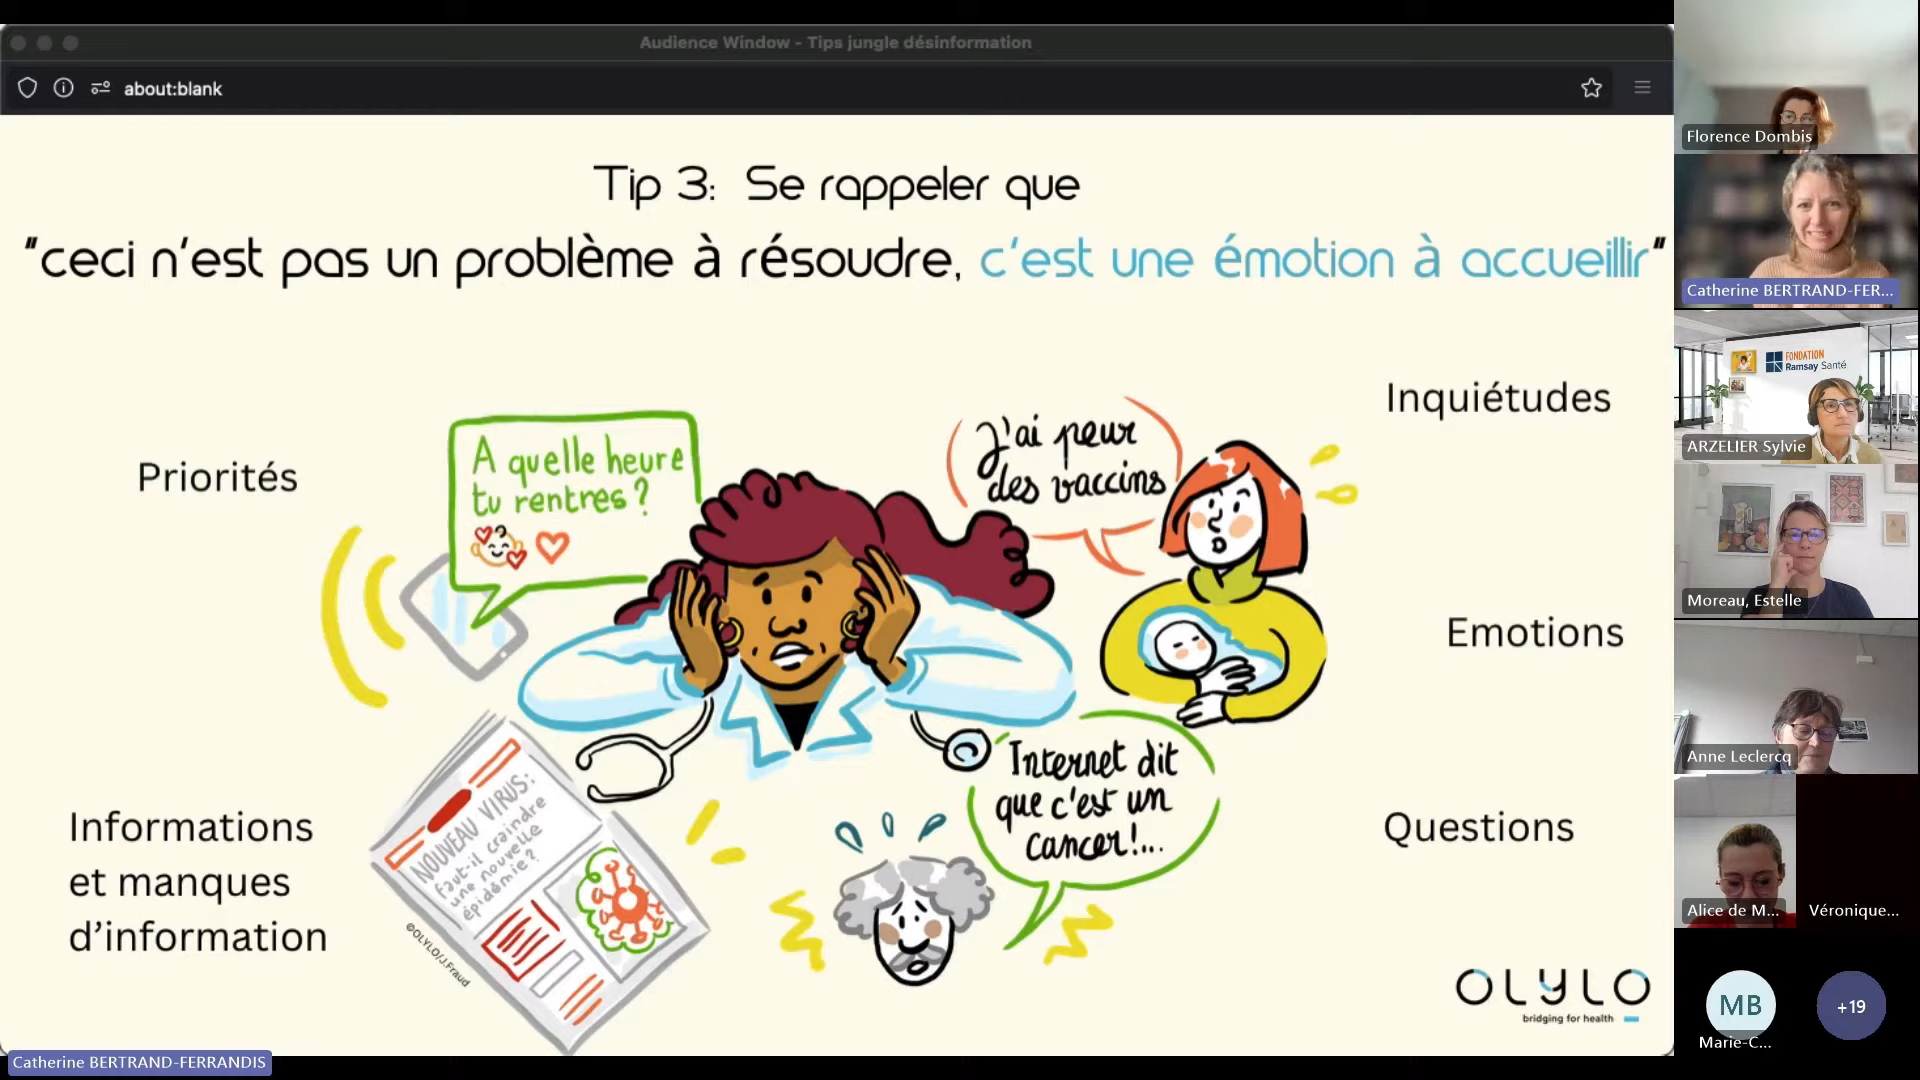 Audience Window - Tips jungle désinformation
about:blank
Tip 3: Se rappeler que
"ceci n'est pas un problème à résoudre, c'est une émotion à accueillir"
Priorités
A quelle heure
tu rentres ?
J'ai peur
des vaccins
Inquiétudes
Emotions
Informations
et manques
d'information
NOUVEAU VIRUS:
faut-il craindre
une nouvelle
épidémie?
©OLYLO/J.Fraud
Internet dit
que c'est un
cancer!...
Questions
OLYLO
bridging for health
Catherine BERTRAND-FERRANDIS
Florence Dombis
Catherine BERTRAND-FER...
FONDATION
Ramsay Santé
ARZELIER Sylvie
Moreau, Estelle
Anne Leclercq
Alice de M...
Véronique...
MB
+19
Marie-C...